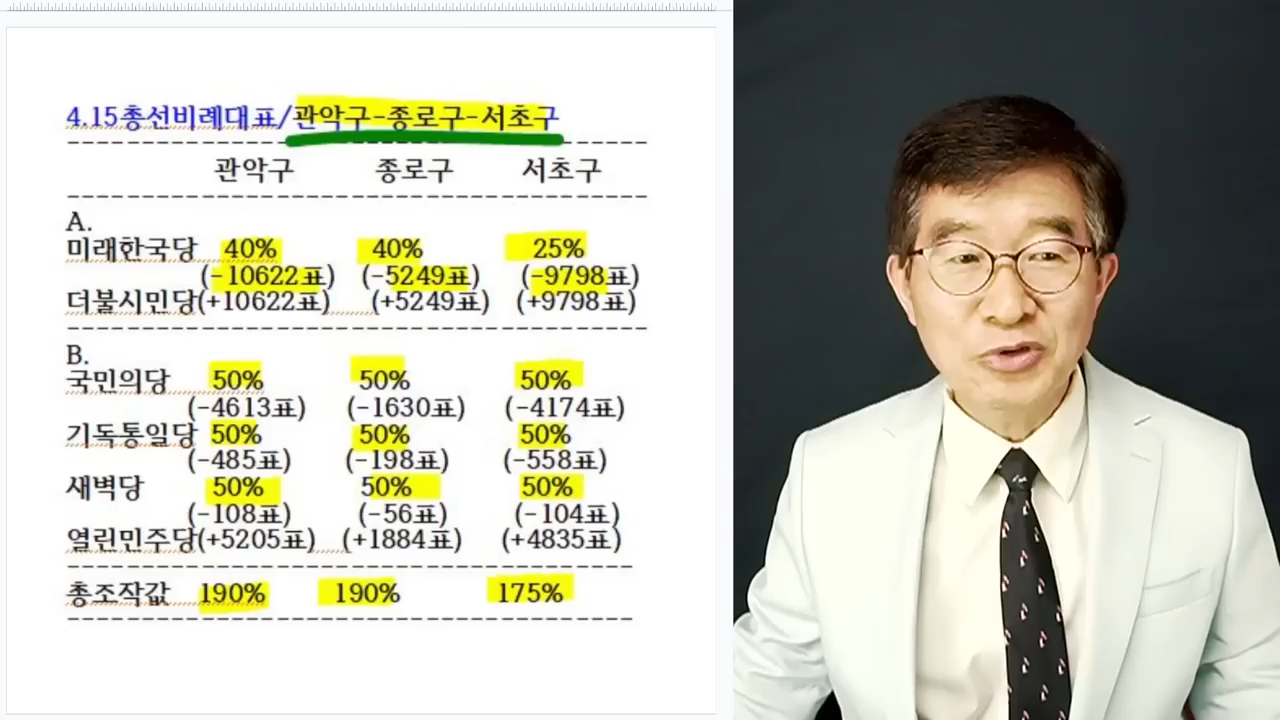 4.15총선비례대표/관악구-종로구-서초구
관악구 종로구 서초구
A.
미래한국당 40% 40% 25%
(-10622표) (-5249표) (-9798표)
더불시민당(+10622표) (+5249표) (+9798표)
B.
국민의당 50% 50% 50%
(-4613표) (-1630표) (-4174표)
기독통일당 50% 50% 50%
(-485표) (-198표) (-558표)
새벽당 50% 50% 50%
(-108표) (-56표) (-104표)
열린민주당(+5205표) (+1884표) (+4835표)
총조작값 190% 190% 175%